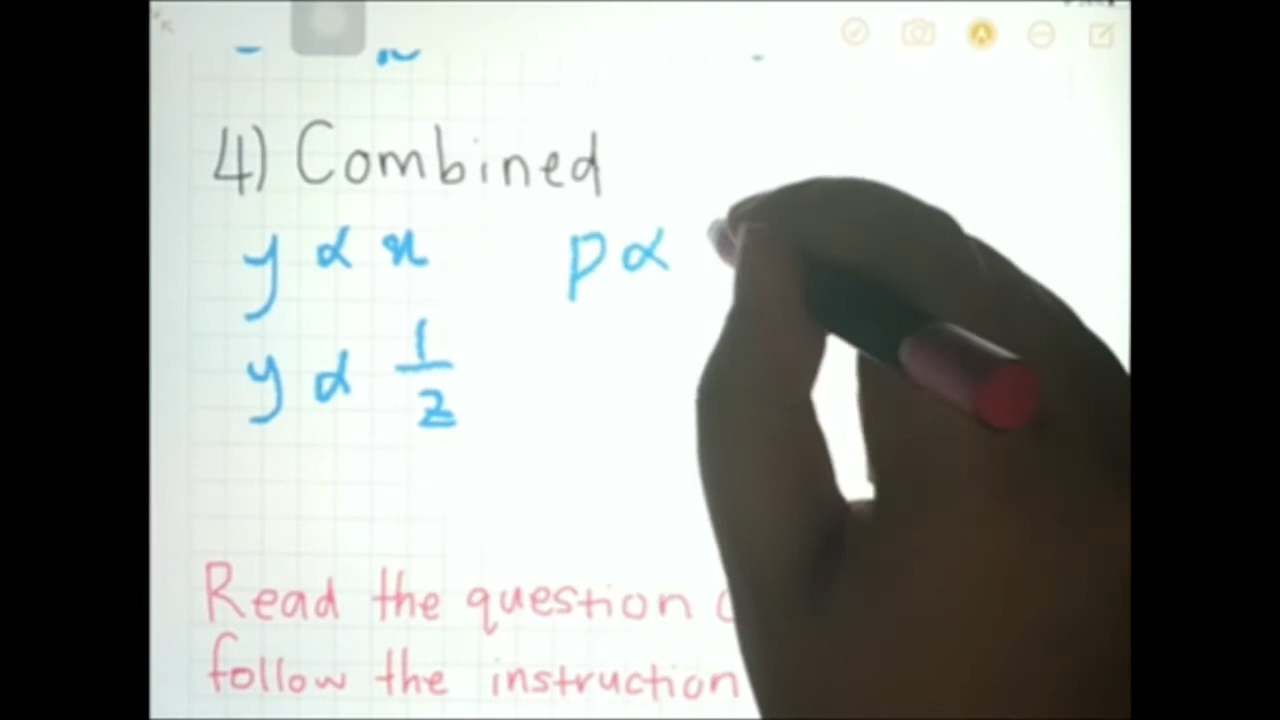 4) Combined
y ∝ x p ∝
y ∝ 1/z
Read the question
follow the instruction